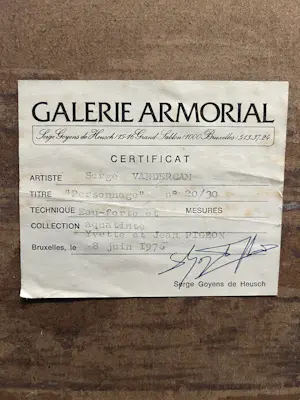 GALERIE ARMORIAL
Serge Goyens de Heusch/15-16 Grand Sablon/1000 Bruxelles/513.37.24
CERTIFICAT
ARTISTE Serge VANDERCAM
TITRE "Personnage" n° 20/30
TECHNIQUE Eau-forte et MESURES
aquatinte
COLLECTION Yvette et Jean PIGEON
Bruxelles, le 8 juin 1976
Serge Goyens de Heusch